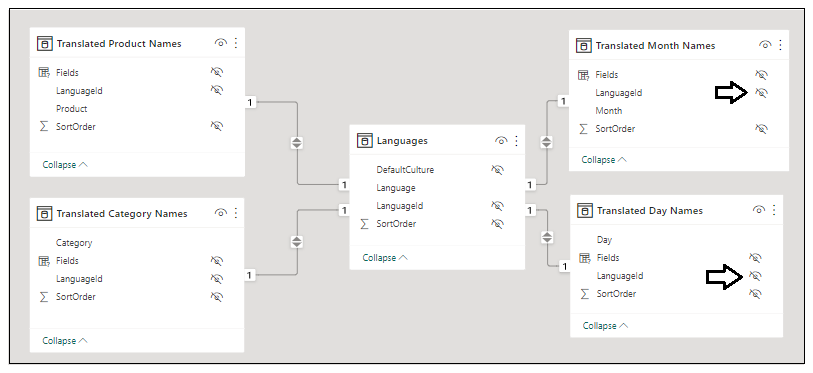 Translated Product Names
Fields
LanguageId
Product
SortOrder
Collapse
1
Translated Category Names
Category
Fields
LanguageId
SortOrder
Collapse
1
Languages
DefaultCulture
Language
LanguageId
SortOrder
Collapse
1
1
1
1
Translated Month Names
Fields
LanguageId
Month
SortOrder
Collapse
1
Translated Day Names
Day
Fields
LanguageId
SortOrder
Collapse
1